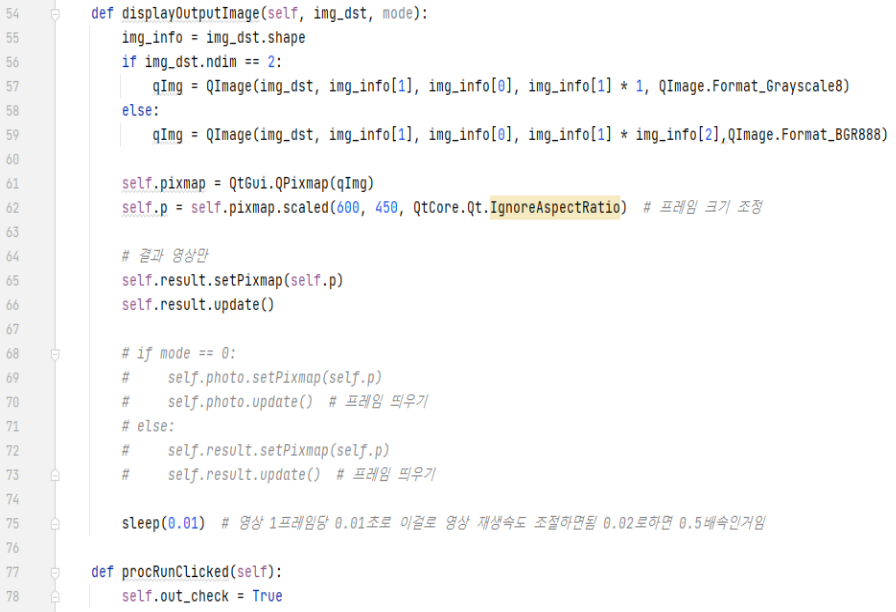 54 def displayOutputImage(self, img_dst, mode):
55 img_info = img_dst.shape
56 if img_dst.ndim == 2:
57 qImg = QImage(img_dst, img_info[1], img_info[0], img_info[1] * 1, QImage.Format_Grayscale8)
58 else:
59 qImg = QImage(img_dst, img_info[1], img_info[0], img_info[1] * img_info[2],QImage.Format_BGR888)
60
61 self.pixmap = QtGui.QPixmap(qImg)
62 self.p = self.pixmap.scaled(600, 450, QtCore.Qt.IgnoreAspectRatio) # 프레임 크기 조정
63
64 # 결과 영상만
65 self.result.setPixmap(self.p)
66 self.result.update()
67
68 # if mode == 0:
69 # self.photo.setPixmap(self.p)
70 # self.photo.update() # 프레임 띄우기
71 # else:
72 # self.result.setPixmap(self.p)
73 # self.result.update() # 프레임 띄우기
74
75 sleep(0.01) # 영상 1프레임당 0.01초로 이걸로 영상 재생속도 조절하면됨 0.02로하면 0.5배속인거임
76
77 def procRunClicked(self):
78 self.out_check = True